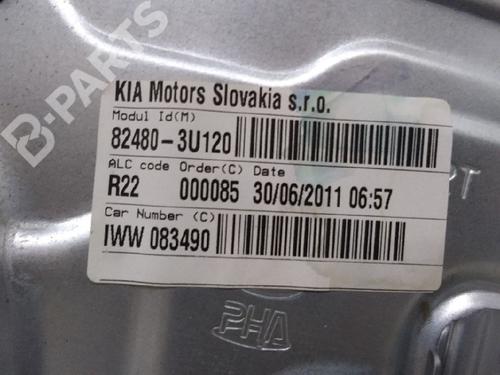 B-PARTS
KIA Motors Slovakia s.r.o.
Modul Id(M)
82480-3U120
ALC code Order(C) Date
R22 000085 30/06/2011 06:57
Car Number (C)
IWW 083490
PHA